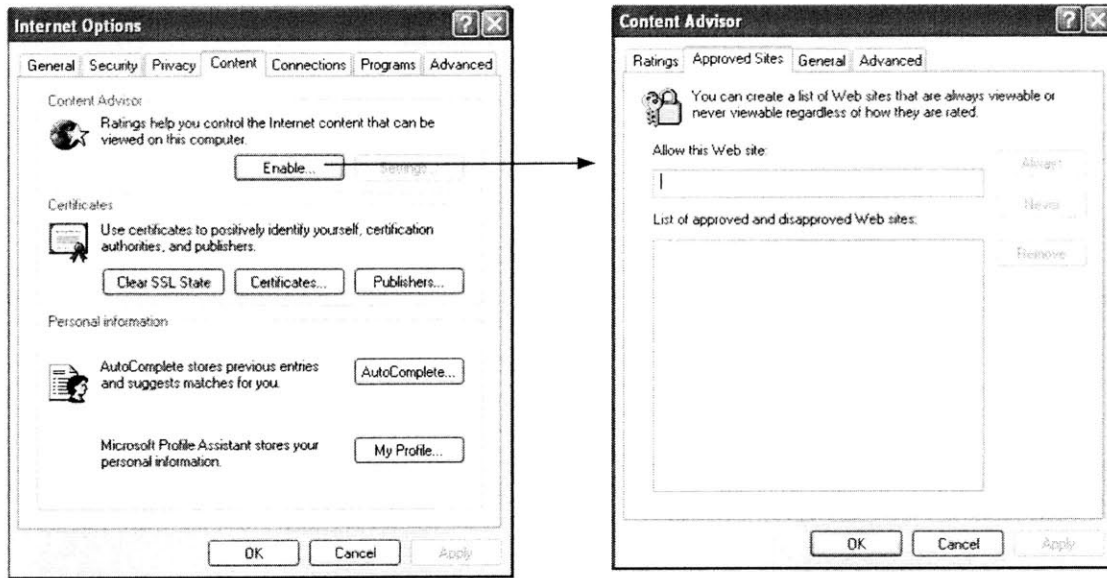 Internet Options
General Security Privacy Content Connections Programs Advanced
Content Advisor
Ratings help you control the Internet content that can be
viewed on this computer.
Enable... Settings...
Certificates
Use certificates to positively identify yourself, certification
authorities, and publishers.
Clear SSL State Certificates... Publishers...
Personal information
AutoComplete stores previous entries
and suggests matches for you.
AutoComplete...
Microsoft Profile Assistant stores your
personal information.
My Profile...
OK Cancel Apply
Content Advisor
Ratings Approved Sites General Advanced
You can create a list of Web sites that are always viewable or
never viewable regardless of how they are rated.
Allow this Web site:
Always
Never
List of approved and disapproved Web sites:
Remove
OK Cancel Apply